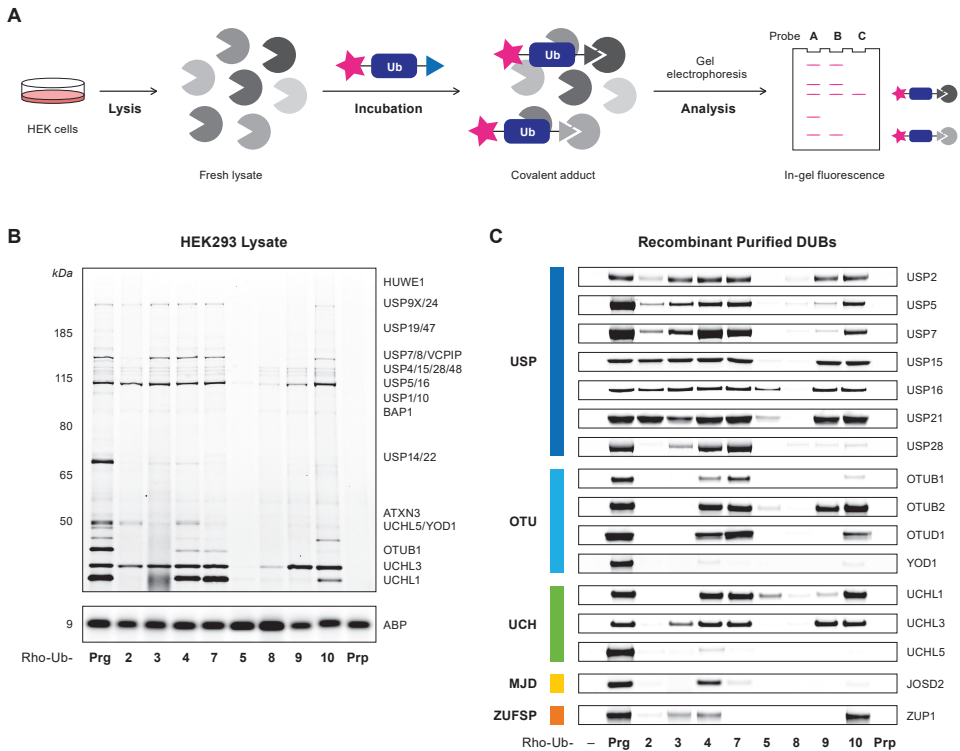 A
Probe A B C
Ub
Ub
Ub
Gel
electrophoresis
Lysis
Incubation
Analysis
HEK cells
Fresh lysate
Covalent adduct
In-gel fluorescence
B
HEK293 Lysate
kDa
185
115
80
65
50
9
HUWE1
USP9X/24
USP19/47
USP7/8/VCPIP
USP4/15/28/48
USP5/16
USP1/10
BAP1
USP14/22
ATXN3
UCHL5/YOD1
OTUB1
UCHL3
UCHL1
ABP
Rho-Ub- Prg 2 3 4 7 5 8 9 10 Prp
C
Recombinant Purified DUBs
USP
USP2
USP5
USP7
USP15
USP16
USP21
USP28
OTU
OTUB1
OTUB2
OTUD1
YOD1
UCH
UCHL1
UCHL3
UCHL5
MJD
JOSD2
ZUFSP
ZUP1
Rho-Ub- – Prg 2 3 4 7 5 8 9 10 Prp